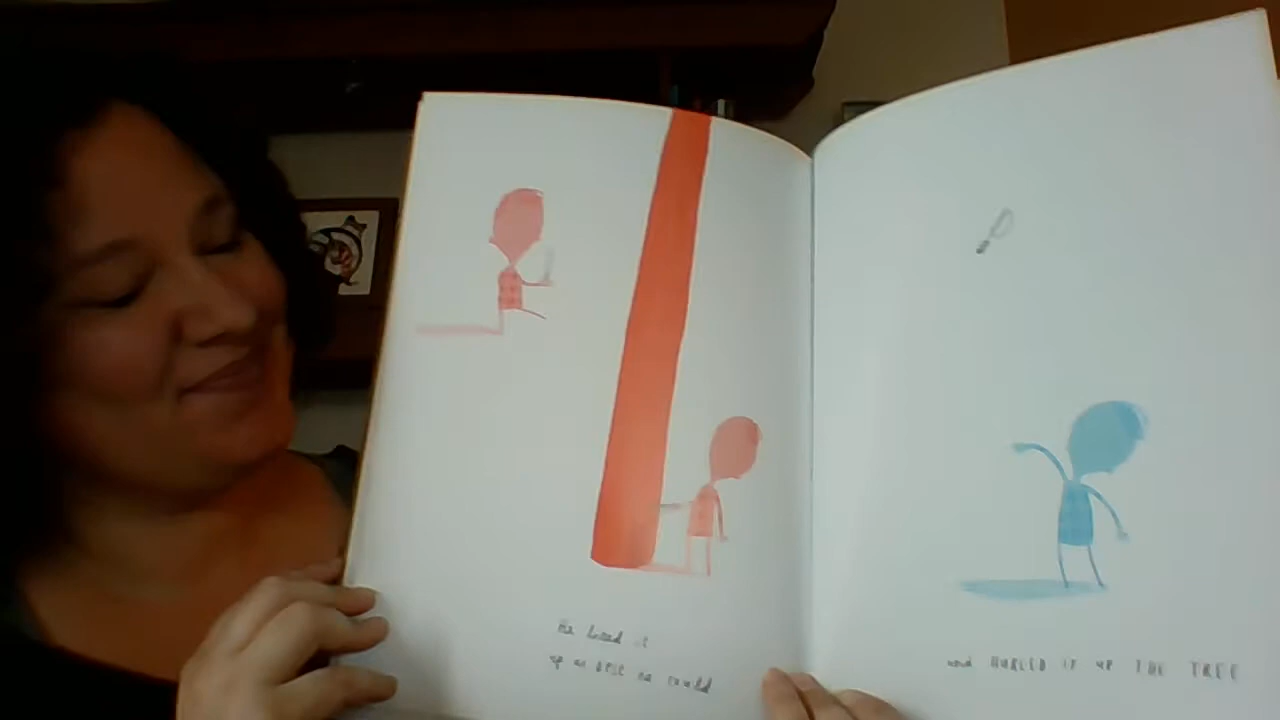 He lined it
up as best he could
and HURLED IT UP THE TREE